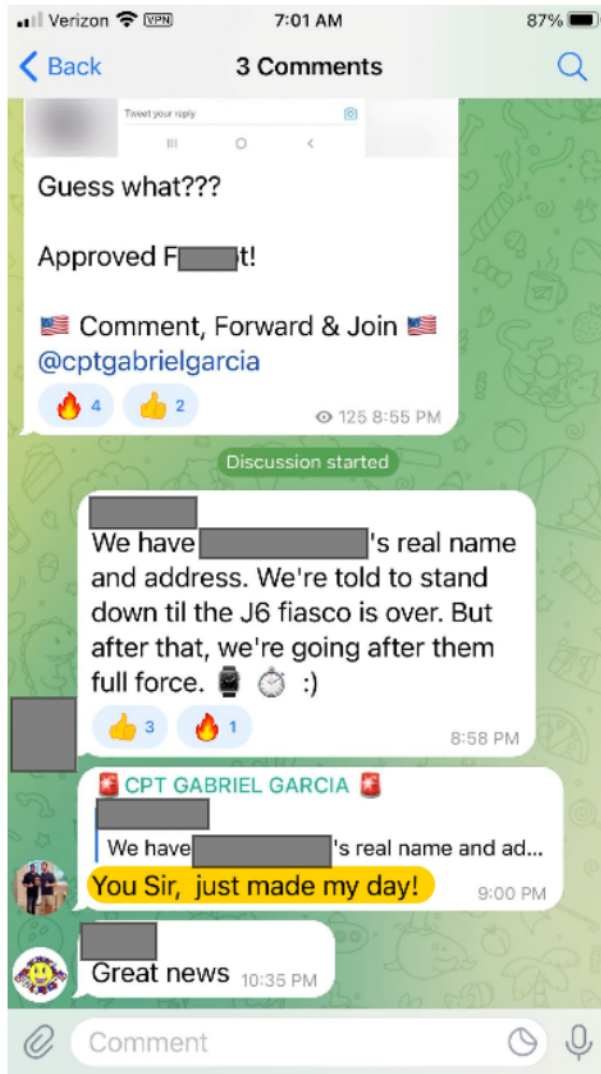 Verizon VPN 7:01 AM 87%
Back 3 Comments
Tweet your reply
Guess what???
Approved F t!
🇺🇸 Comment, Forward & Join 🇺🇸
@cptgabrielgarcia
🔥 4 👍 2 125 8:55 PM
Discussion started
We have 's real name
and address. We're told to stand
down til the J6 fiasco is over. But
after that, we're going after them
full force. ⌚ ⏱ :)
👍 3 🔥 1 8:58 PM
🚨 CPT GABRIEL GARCIA 🚨
We have 's real name and ad...
You Sir, just made my day! 9:00 PM
Great news 10:35 PM
Comment